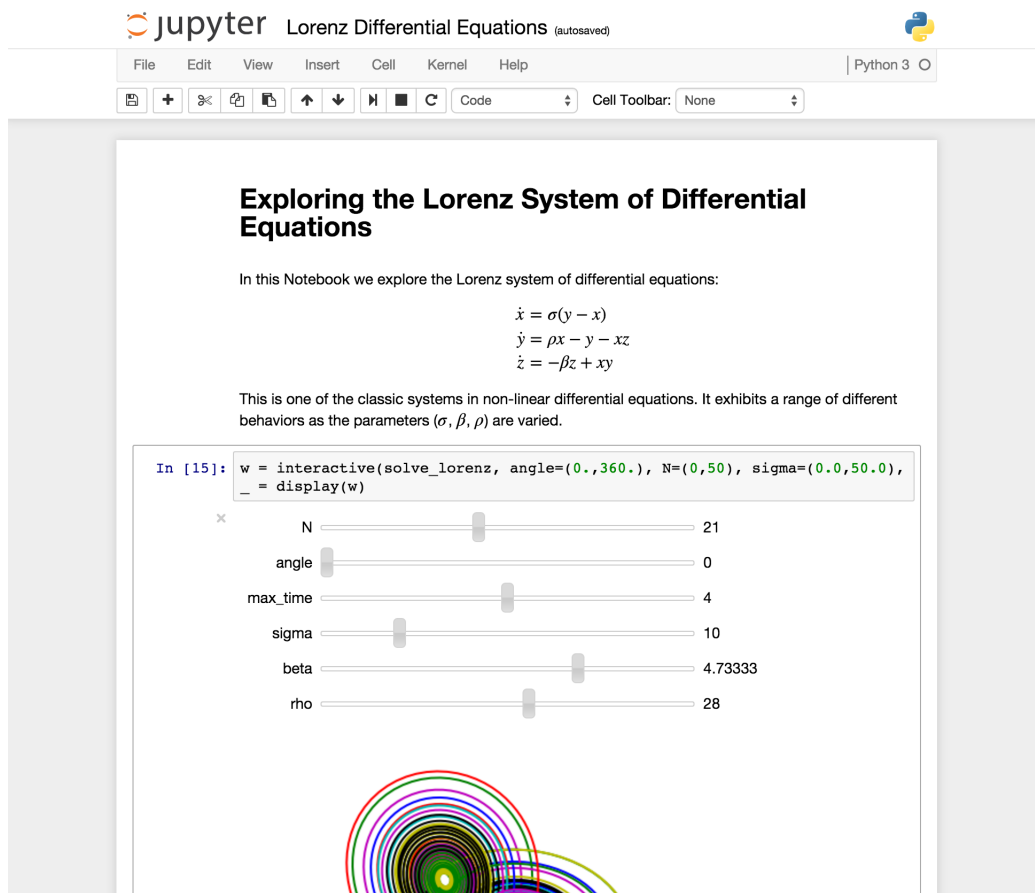 jupyter Lorenz Differential Equations (autosaved)
File Edit View Insert Cell Kernel Help Python 3
Code Cell Toolbar: None
Exploring the Lorenz System of Differential
Equations
In this Notebook we explore the Lorenz system of differential equations:
ẋ = σ(y − x)
ẏ = ρx − y − xz
ż = −βz + xy
This is one of the classic systems in non-linear differential equations. It exhibits a range of different
behaviors as the parameters (σ, β, ρ) are varied.
In [15]: w = interactive(solve_lorenz, angle=(0.,360.), N=(0,50), sigma=(0.0,50.0),
_ = display(w)
N 21
angle 0
max_time 4
sigma 10
beta 4.73333
rho 28